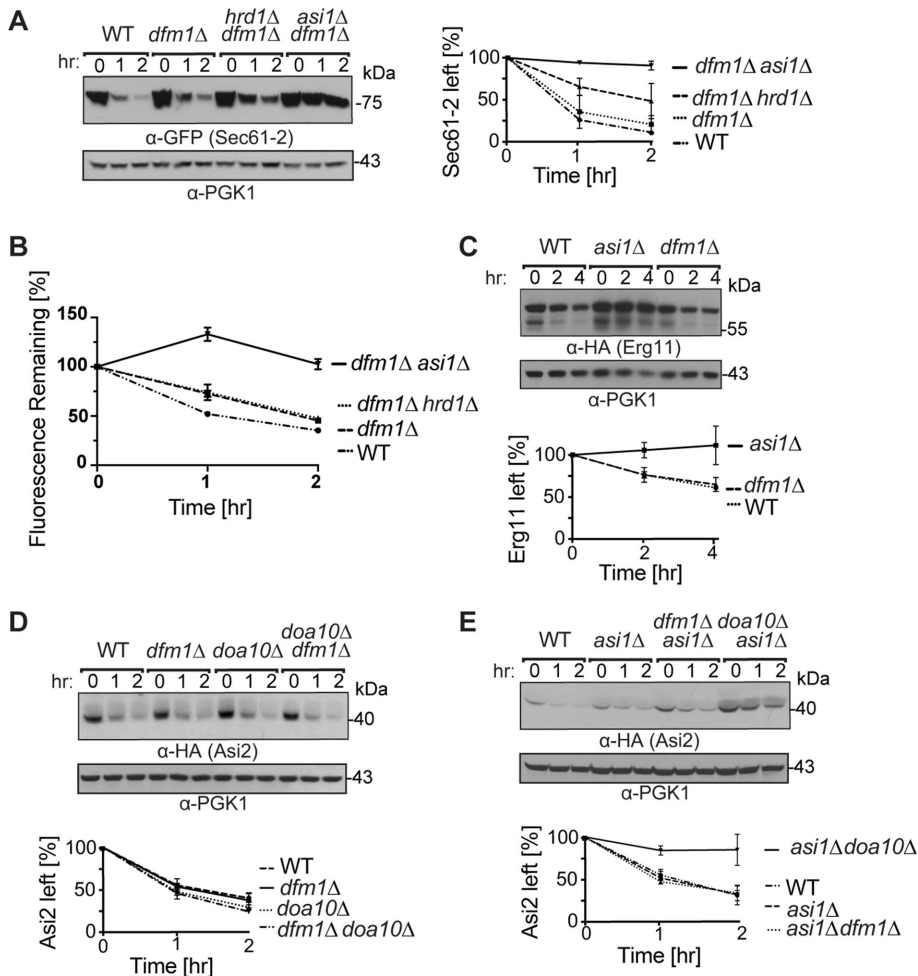 A
WT dfm1Δ hrd1Δ dfm1Δ asi1Δ dfm1Δ
hr: 0 1 2 0 1 2 0 1 2 0 1 2 kDa
-75
α-GFP (Sec61-2)
-43
α-PGK1
Sec61-2 left [%]
100
50
0
0 1 2
Time [hr]
dfm1Δ asi1Δ
dfm1Δ hrd1Δ
dfm1Δ
WT
B
Fluorescence Remaining [%]
150
100
50
0
0 1 2
Time [hr]
dfm1Δ asi1Δ
dfm1Δ hrd1Δ
dfm1Δ
WT
C
WT asi1Δ dfm1Δ
hr: 0 2 4 0 2 4 0 2 4 kDa
-55
α-HA (Erg11)
-43
α-PGK1
Erg11 left [%]
100
50
0
0 2 4
Time [hr]
asi1Δ
dfm1Δ
WT
D
WT dfm1Δ doa10Δ doa10Δ dfm1Δ
hr: 0 1 2 0 1 2 0 1 2 0 1 2 kDa
-40
α-HA (Asi2)
-43
α-PGK1
Asi2 left [%]
100
50
0
0 1 2
Time [hr]
WT
dfm1Δ
doa10Δ
dfm1Δ doa10Δ
E
WT asi1Δ dfm1Δ asi1Δ doa10Δ asi1Δ
hr: 0 1 2 0 1 2 0 1 2 0 1 2 kDa
-40
α-HA (Asi2)
-43
α-PGK1
Asi2 left [%]
100
50
0
0 1 2
Time [hr]
asi1Δdoa10Δ
WT
asi1Δ
asi1Δdfm1Δ